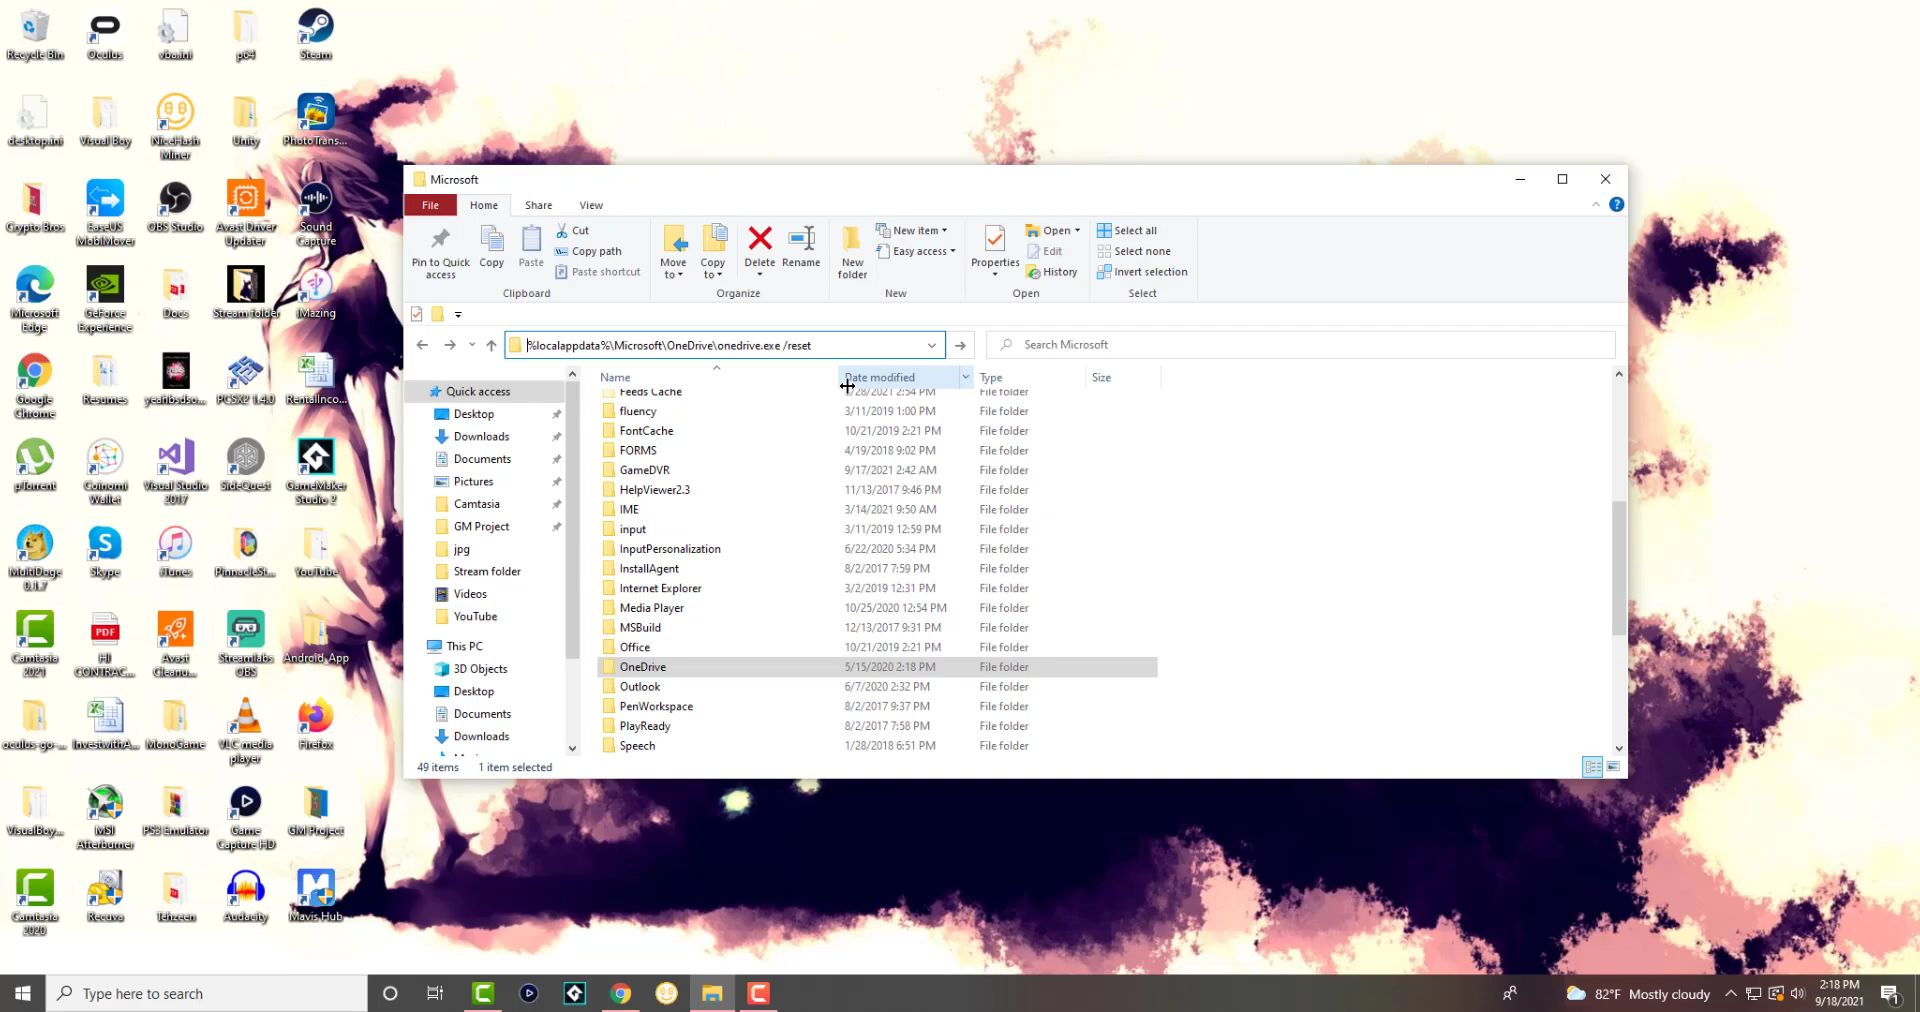 Recycle Bin
Oculus
vba.ini
p64
Steam
desktop.ini
Visual Boy
NiceHash Miner
Unity
PhotoTrans...
Crypto Bros
EaseUS MobiMover
OBS Studio
Avast Driver Updater
Sound Capture
Microsoft Edge
GeForce Experience
Docs
Stream folder
iMazing
Google Chrome
Resumes
yeahbsdso...
PCSX2 1.4.0
RentalInco...
µTorrent
Coinomi Wallet
Visual Studio 2017
SideQuest
GameMaker Studio 2
MultiDoge 0.1.7
Skype
iTunes
Pinnacle St...
YouTube
Camtasia 2021
HI CONTRAC...
Avast Cleanu...
Streamlabs OBS
Android_App
oculus-go-...
InvestwithA...
MonoGame
VLC media player
Firefox
VisualBoy...
MSI Afterburner
PS3 Emulator
Game Capture HD
GM Project
Camtasia 2020
Recuva
Tehzeen
Audacity
Mavis Hub
Microsoft
File Home Share View
Pin to Quick access
Copy
Paste
Cut
Copy path
Paste shortcut
Clipboard
Move to
Copy to
Delete
Rename
Organize
New folder
New item
Easy access
New
Properties
Open
Edit
History
Open
Select all
Select none
Invert selection
Select
%localappdata%\Microsoft\OneDrive\onedrive.exe /reset
Search Microsoft
Quick access
Desktop
Downloads
Documents
Pictures
Camtasia
GM Project
jpg
Stream folder
Videos
YouTube
This PC
3D Objects
Desktop
Documents
Downloads
Name Date modified Type Size
Feeds Cache /28/2021 2:54 PM File folder
fluency 3/11/2019 1:00 PM File folder
FontCache 10/21/2019 2:21 PM File folder
FORMS 4/19/2018 9:02 PM File folder
GameDVR 9/17/2021 2:42 AM File folder
HelpViewer2.3 11/13/2017 9:46 PM File folder
IME 3/14/2021 9:50 AM File folder
input 3/11/2019 12:59 PM File folder
InputPersonalization 6/22/2020 5:34 PM File folder
InstallAgent 8/2/2017 7:59 PM File folder
Internet Explorer 3/2/2019 12:31 PM File folder
Media Player 10/25/2020 12:54 PM File folder
MSBuild 12/13/2017 9:31 PM File folder
Office 10/21/2019 2:21 PM File folder
OneDrive 5/15/2020 2:18 PM File folder
Outlook 6/7/2020 2:32 PM File folder
PenWorkspace 8/2/2017 9:37 PM File folder
PlayReady 8/2/2017 7:58 PM File folder
Speech 1/28/2018 6:51 PM File folder
49 items 1 item selected
Type here to search
82°F Mostly cloudy
2:18 PM
9/18/2021
1